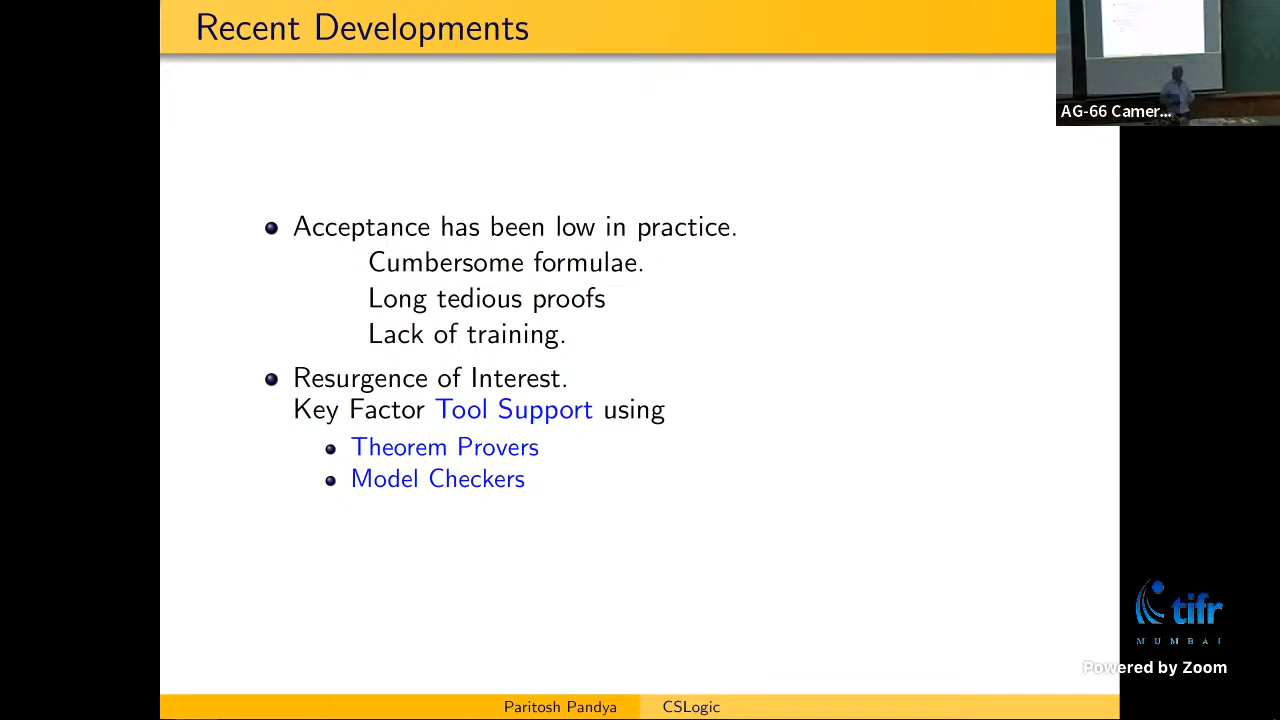 Recent Developments
AG-66 Camer...
Acceptance has been low in practice.
Cumbersome formulae.
Long tedious proofs
Lack of training.
Resurgence of Interest.
Key Factor Tool Support using
Theorem Provers
Model Checkers
tifr
MUMBAI
Powered by Zoom
Paritosh Pandya
CSLogic